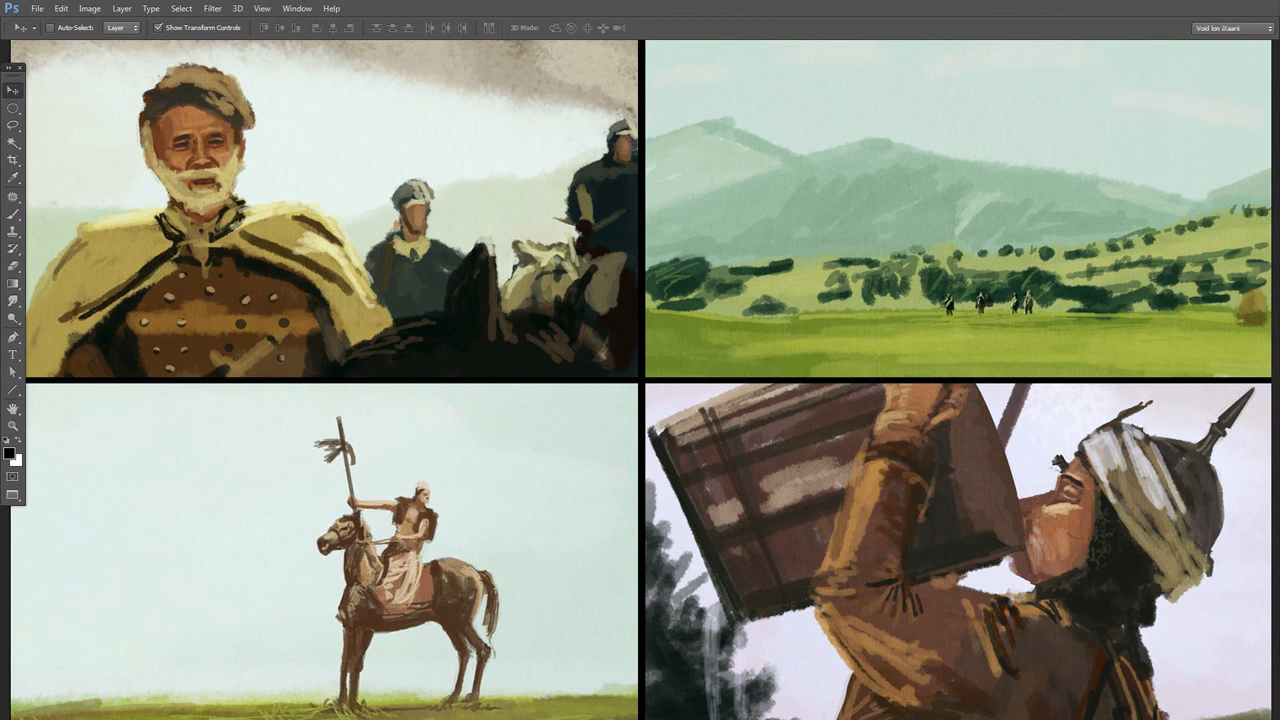 Ps File Edit Image Layer Type Select Filter 3D View Window Help
Auto-Select: Layer Show Transform Controls 3D Mode: